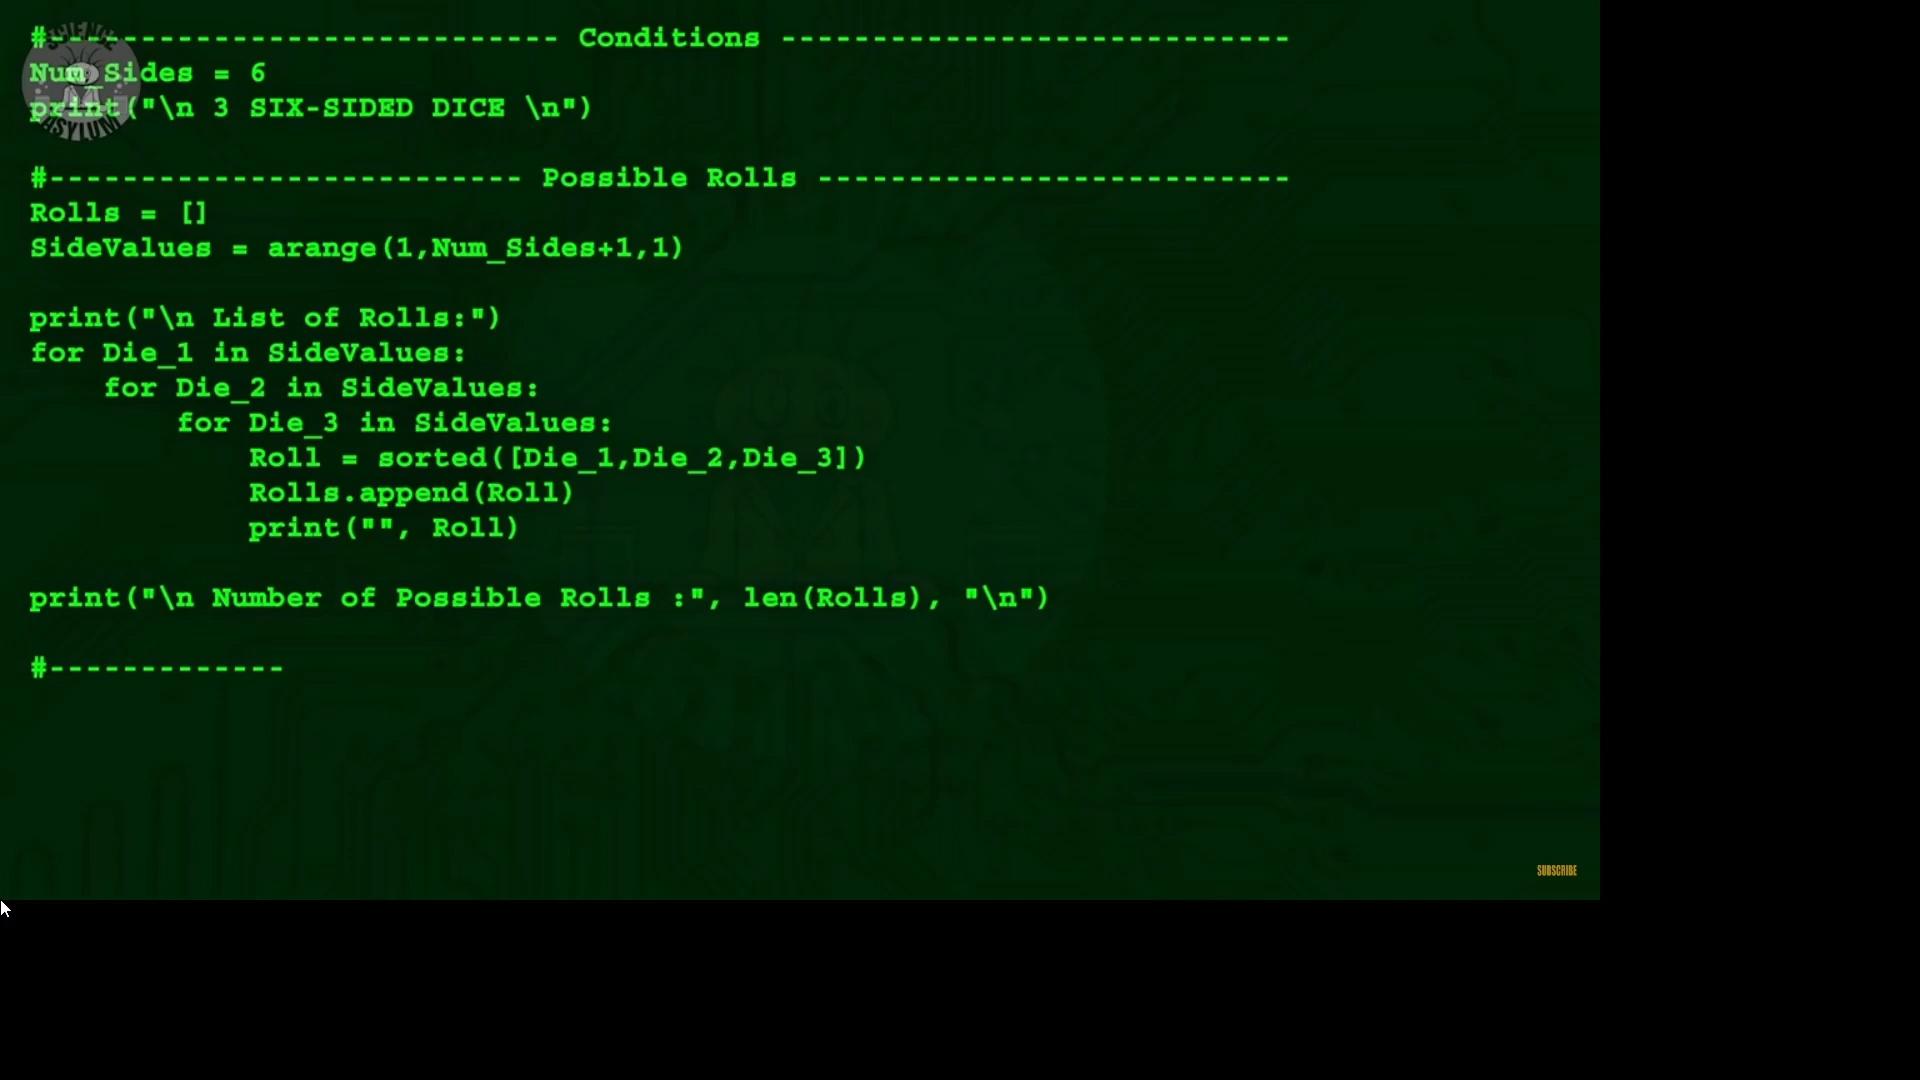 #---------------------------- Conditions ----------------------------
Num_Sides = 6
print("\n 3 SIX-SIDED DICE \n")
#-------------------------- Possible Rolls --------------------------
Rolls = []
SideValues = arange(1,Num_Sides+1,1)
print("\n List of Rolls:")
for Die_1 in SideValues:
    for Die_2 in SideValues:
        for Die_3 in SideValues:
            Roll = sorted([Die_1,Die_2,Die_3])
            Rolls.append(Roll)
            print("", Roll)
print("\n Number of Possible Rolls :", len(Rolls), "\n")
#-------------
SCIENCE
ASYLUM
SUBSCRIBE